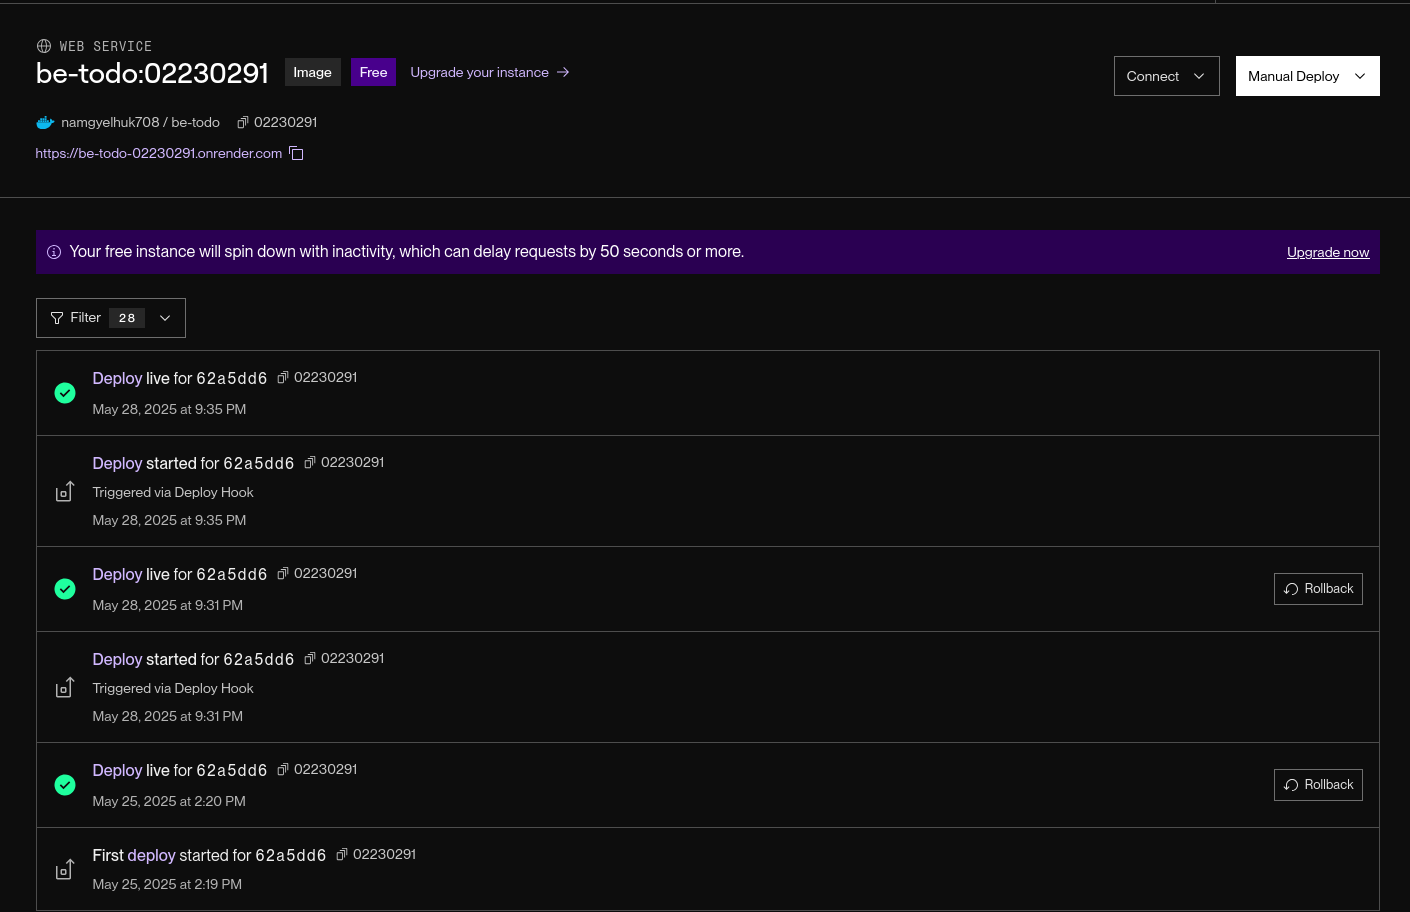 WEB SERVICE
be-todo:02230291 Image Free Upgrade your instance →
Connect Manual Deploy
namgyelhuk708 / be-todo 02230291
https://be-todo-02230291.onrender.com
Your free instance will spin down with inactivity, which can delay requests by 50 seconds or more. Upgrade now
Filter 28
Deploy live for 62a5dd6 02230291
May 28, 2025 at 9:35 PM
Deploy started for 62a5dd6 02230291
Triggered via Deploy Hook
May 28, 2025 at 9:35 PM
Deploy live for 62a5dd6 02230291
May 28, 2025 at 9:31 PM
Rollback
Deploy started for 62a5dd6 02230291
Triggered via Deploy Hook
May 28, 2025 at 9:31 PM
Deploy live for 62a5dd6 02230291
May 25, 2025 at 2:20 PM
Rollback
First deploy started for 62a5dd6 02230291
May 25, 2025 at 2:19 PM